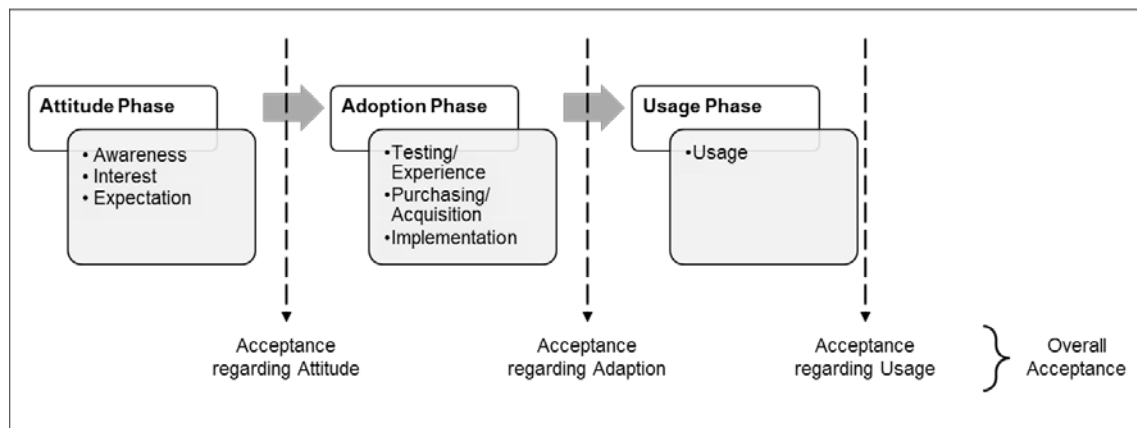 Attitude Phase
• Awareness
• Interest
• Expectation
Adoption Phase
•Testing/
Experience
•Purchasing/
Acquisition
•Implementation
Usage Phase
•Usage
Acceptance
regarding Attitude
Acceptance
regarding Adaption
Acceptance
regarding Usage
Overall
Acceptance